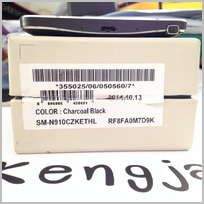 *355025/06/050560/7*
2014.10.13
COLOR : Charcoal Black
SM-N910CZKETHL RF8FA0M7D9K
kengja